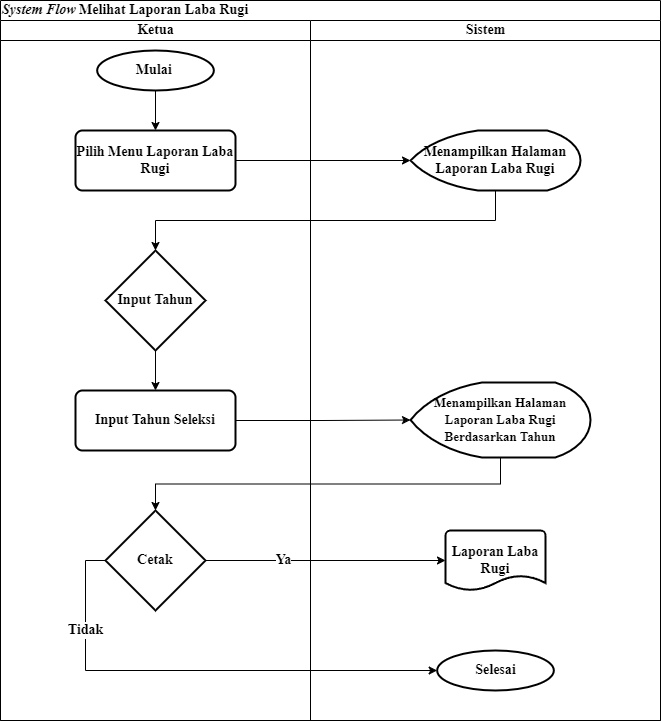 System Flow Melihat Laporan Laba Rugi
Ketua
Sistem
Mulai
Pilih Menu Laporan Laba
Rugi
Menampilkan Halaman
Laporan Laba Rugi
Input Tahun
Input Tahun Seleksi
Menampilkan Halaman
Laporan Laba Rugi
Berdasarkan Tahun
Cetak
Ya
Laporan Laba
Rugi
Tidak
Selesai